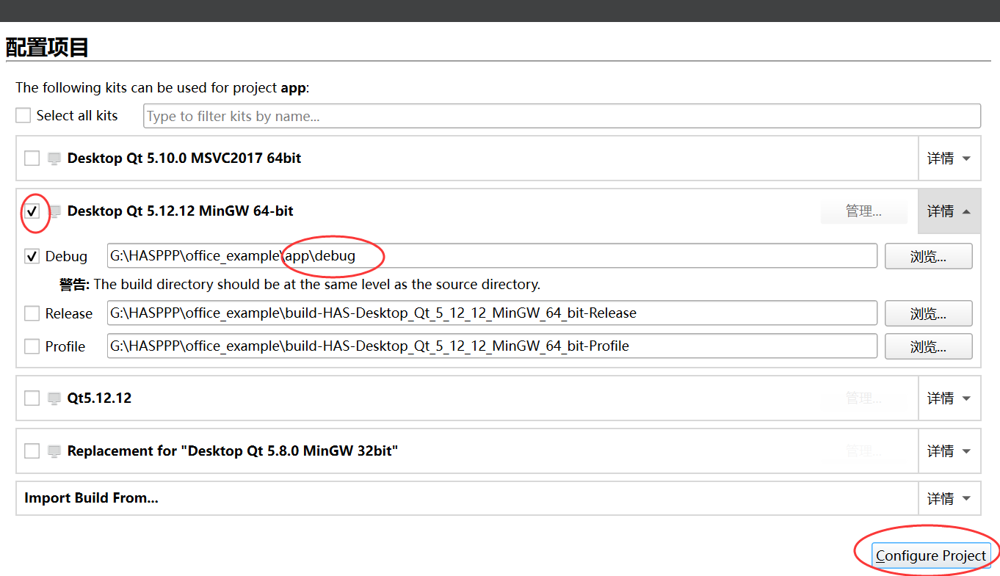 配置项目
The following kits can be used for project app:
Select all kits Type to filter kits by name...
Desktop Qt 5.10.0 MSVC2017 64bit 详情
Desktop Qt 5.12.12 MinGW 64-bit 管理... 详情
Debug G:\HASPPP\office_example\app\debug 浏览...
警告: The build directory should be at the same level as the source directory.
Release G:\HASPPP\office_example\build-HAS-Desktop_Qt_5_12_12_MinGW_64_bit-Release 浏览...
Profile G:\HASPPP\office_example\build-HAS-Desktop_Qt_5_12_12_MinGW_64_bit-Profile 浏览...
Qt5.12.12 管理... 详情
Replacement for "Desktop Qt 5.8.0 MinGW 32bit" 管理... 详情
Import Build From... 详情
Configure Project